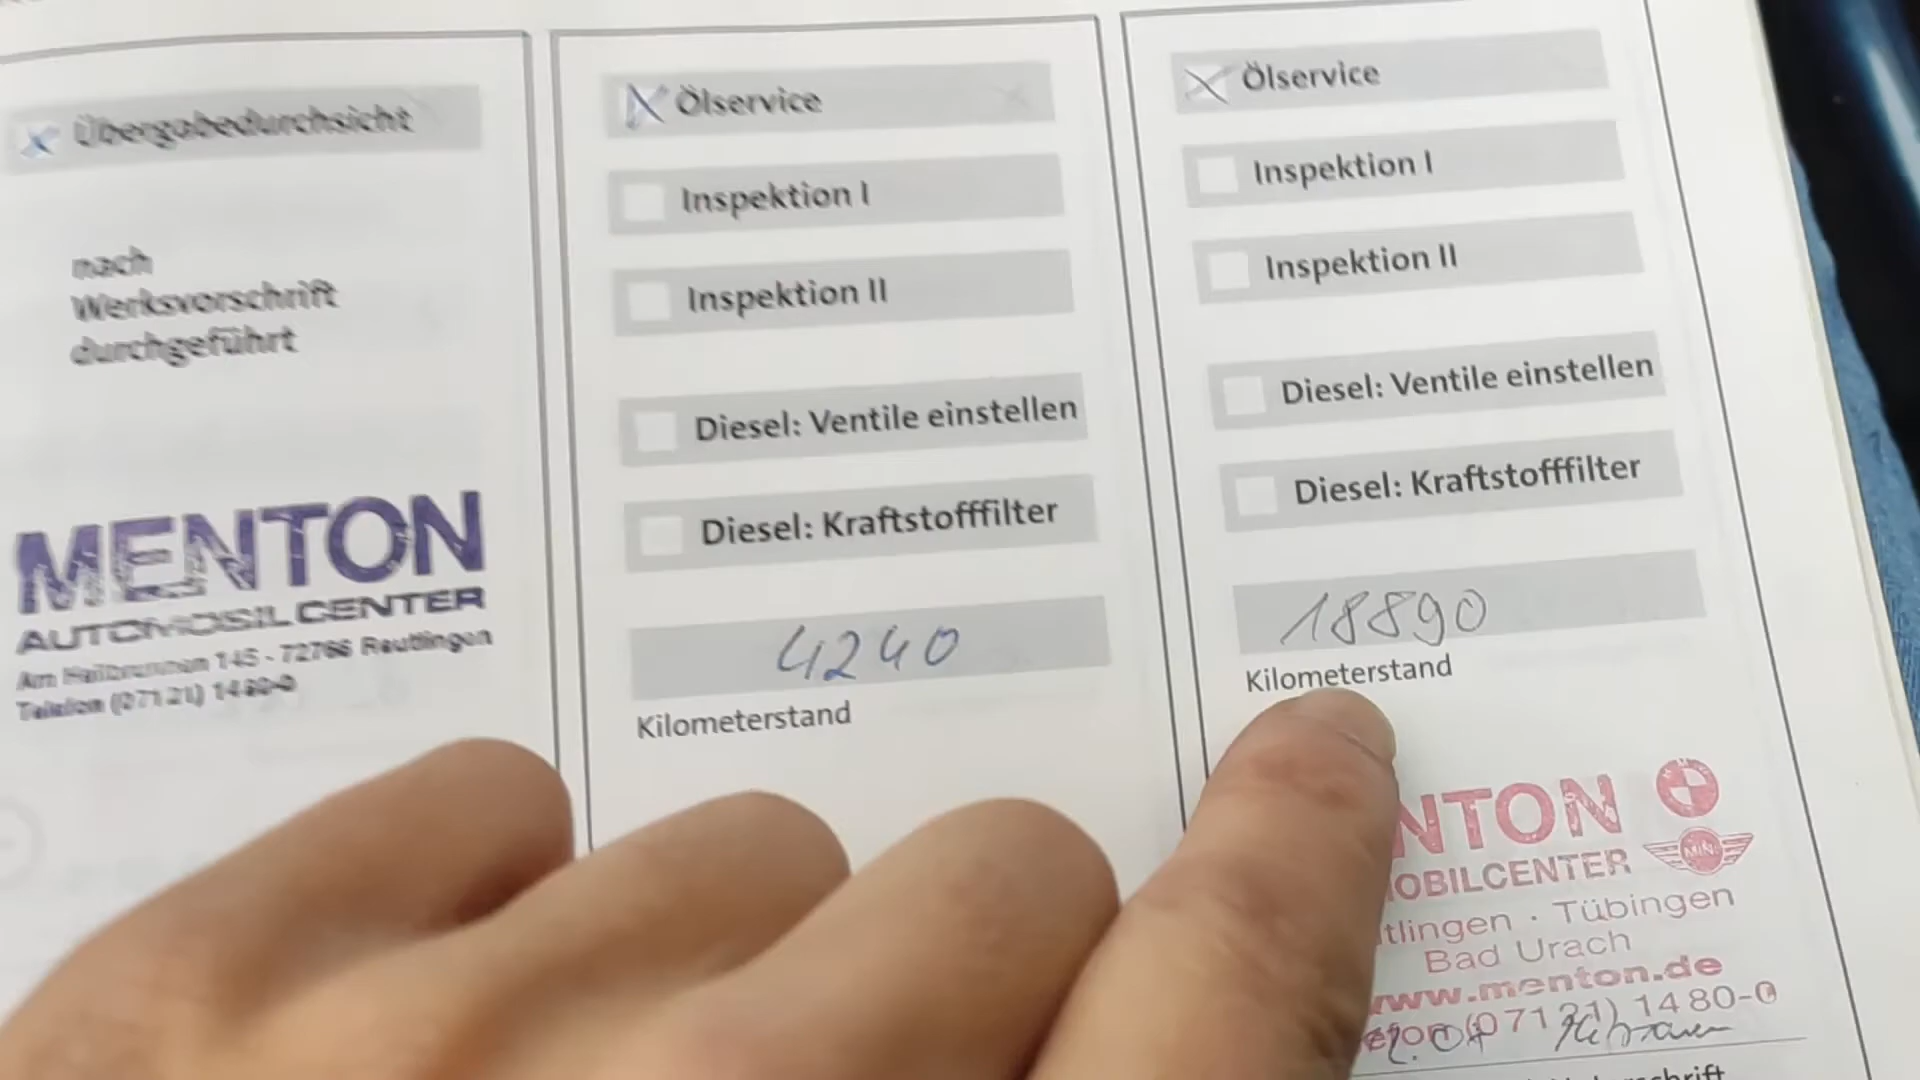 Übergabedurchsicht
nach
Werksvorschrift
durchgeführt
MENTON
AUTOMOBILCENTER
Am Heilbrunnen 145 - 72766 Reutlingen
Telefon (07121) 1480-0
Ölservice
Inspektion I
Inspektion II
Diesel: Ventile einstellen
Diesel: Kraftstofffilter
4240
Kilometerstand
Ölservice
Inspektion I
Inspektion II
Diesel: Ventile einstellen
Diesel: Kraftstofffilter
18890
Kilometerstand
NTON
MINI
OBILCENTER
tlingen · Tübingen
Bad Urach
www.menton.de
efon (07121) 1480-0